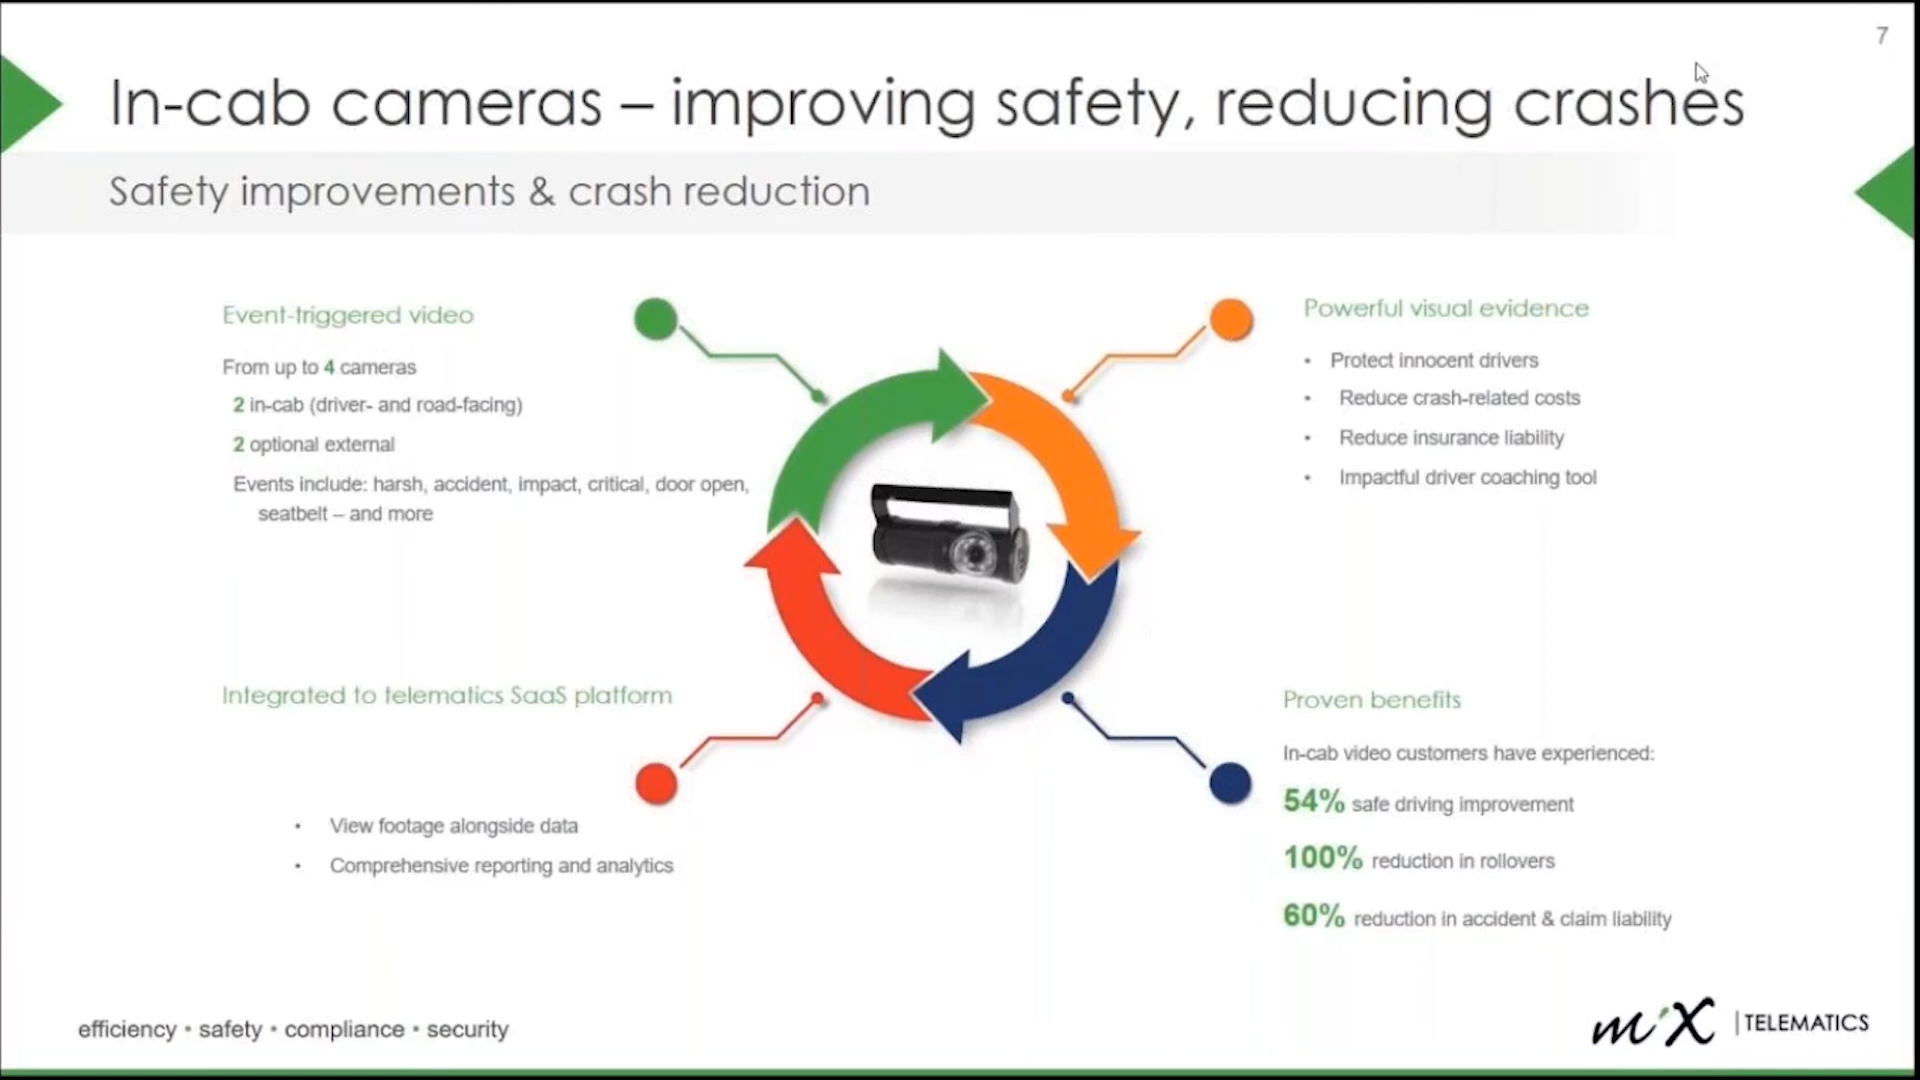 7
In-cab cameras – improving safety, reducing crashes
Safety improvements & crash reduction
Event-triggered video
From up to 4 cameras
2 in-cab (driver- and road-facing)
2 optional external
Events include: harsh, accident, impact, critical, door open,
seatbelt – and more
Powerful visual evidence
• Protect innocent drivers
• Reduce crash-related costs
• Reduce insurance liability
• Impactful driver coaching tool
Integrated to telematics SaaS platform
• View footage alongside data
• Comprehensive reporting and analytics
Proven benefits
In-cab video customers have experienced:
54% safe driving improvement
100% reduction in rollovers
60% reduction in accident & claim liability
efficiency • safety • compliance • security
mix | TELEMATICS